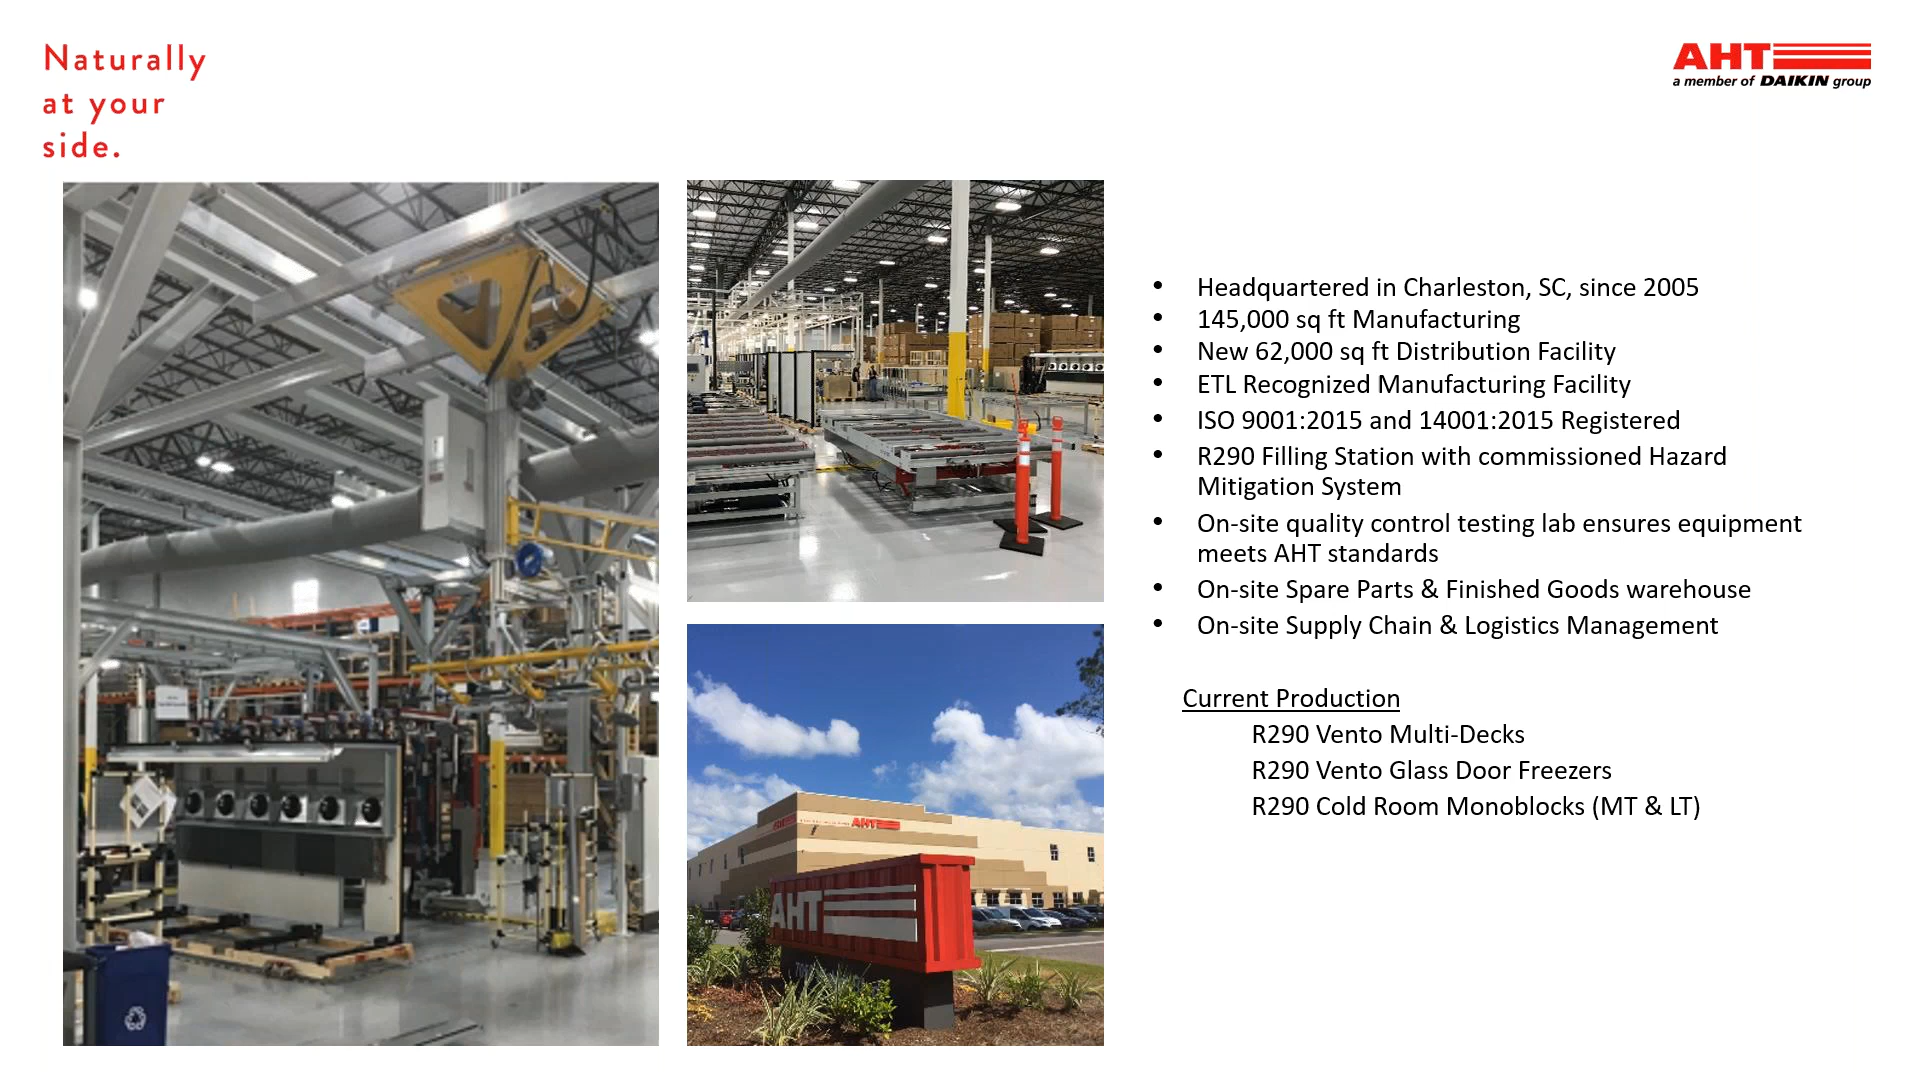 Naturally
at your
side.
AHT
a member of DAIKIN group
• Headquartered in Charleston, SC, since 2005
• 145,000 sq ft Manufacturing
• New 62,000 sq ft Distribution Facility
• ETL Recognized Manufacturing Facility
• ISO 9001:2015 and 14001:2015 Registered
• R290 Filling Station with commissioned Hazard
Mitigation System
• On-site quality control testing lab ensures equipment
meets AHT standards
• On-site Spare Parts & Finished Goods warehouse
• On-site Supply Chain & Logistics Management
Current Production
R290 Vento Multi-Decks
R290 Vento Glass Door Freezers
R290 Cold Room Monoblocks (MT & LT)
AHT
AHT